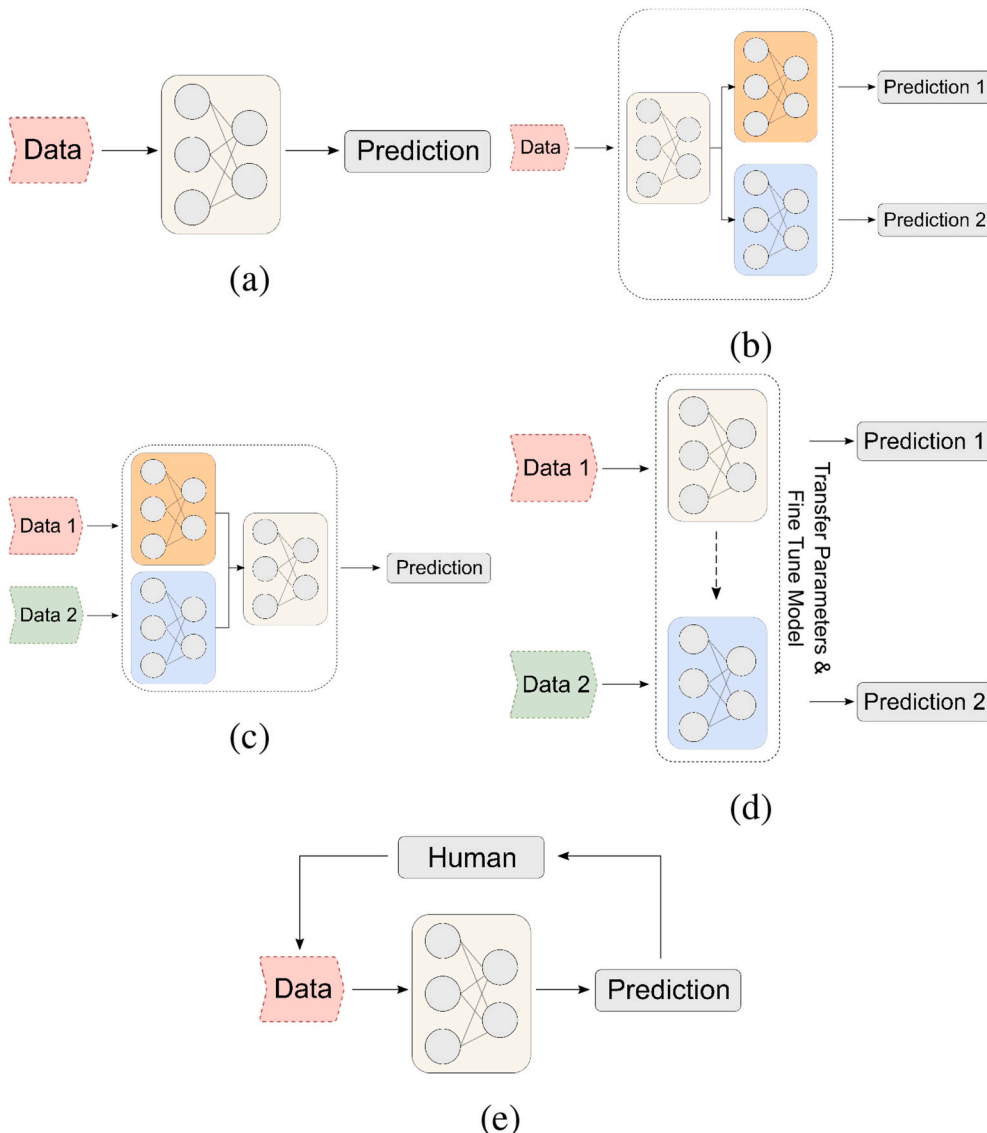 Data
Prediction
(a)
Data
Prediction 1
Prediction 2
(b)
Data 1
Data 2
Prediction
(c)
Data 1
Data 2
Transfer Parameters &
Fine Tune Model
Prediction 1
Prediction 2
(d)
Human
Data
Prediction
(e)